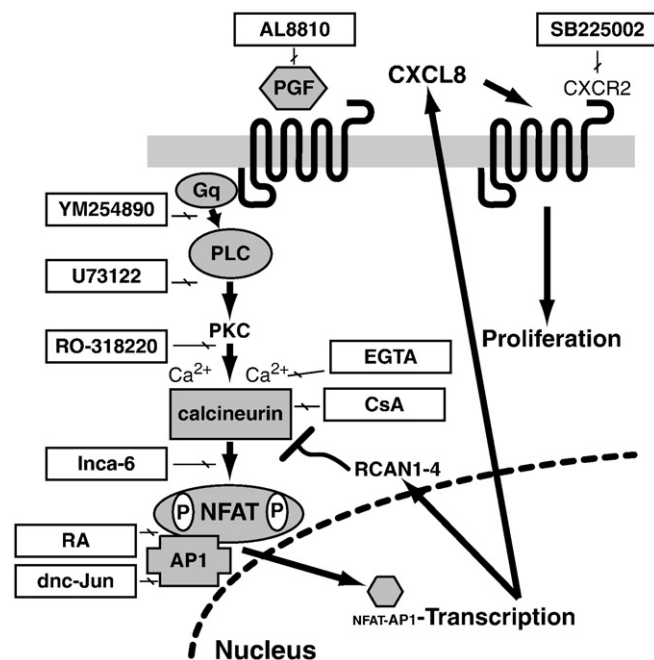 AL8810
SB225002
PGF
CXCL8
CXCR2
Gq
YM254890
PLC
U73122
PKC
Proliferation
RO-318220
EGTA
Ca2+ Ca2+
calcineurin
CsA
Inca-6
RCAN1-4
P NFAT P
RA
AP1
dnc-Jun
NFAT-AP1-Transcription
Nucleus